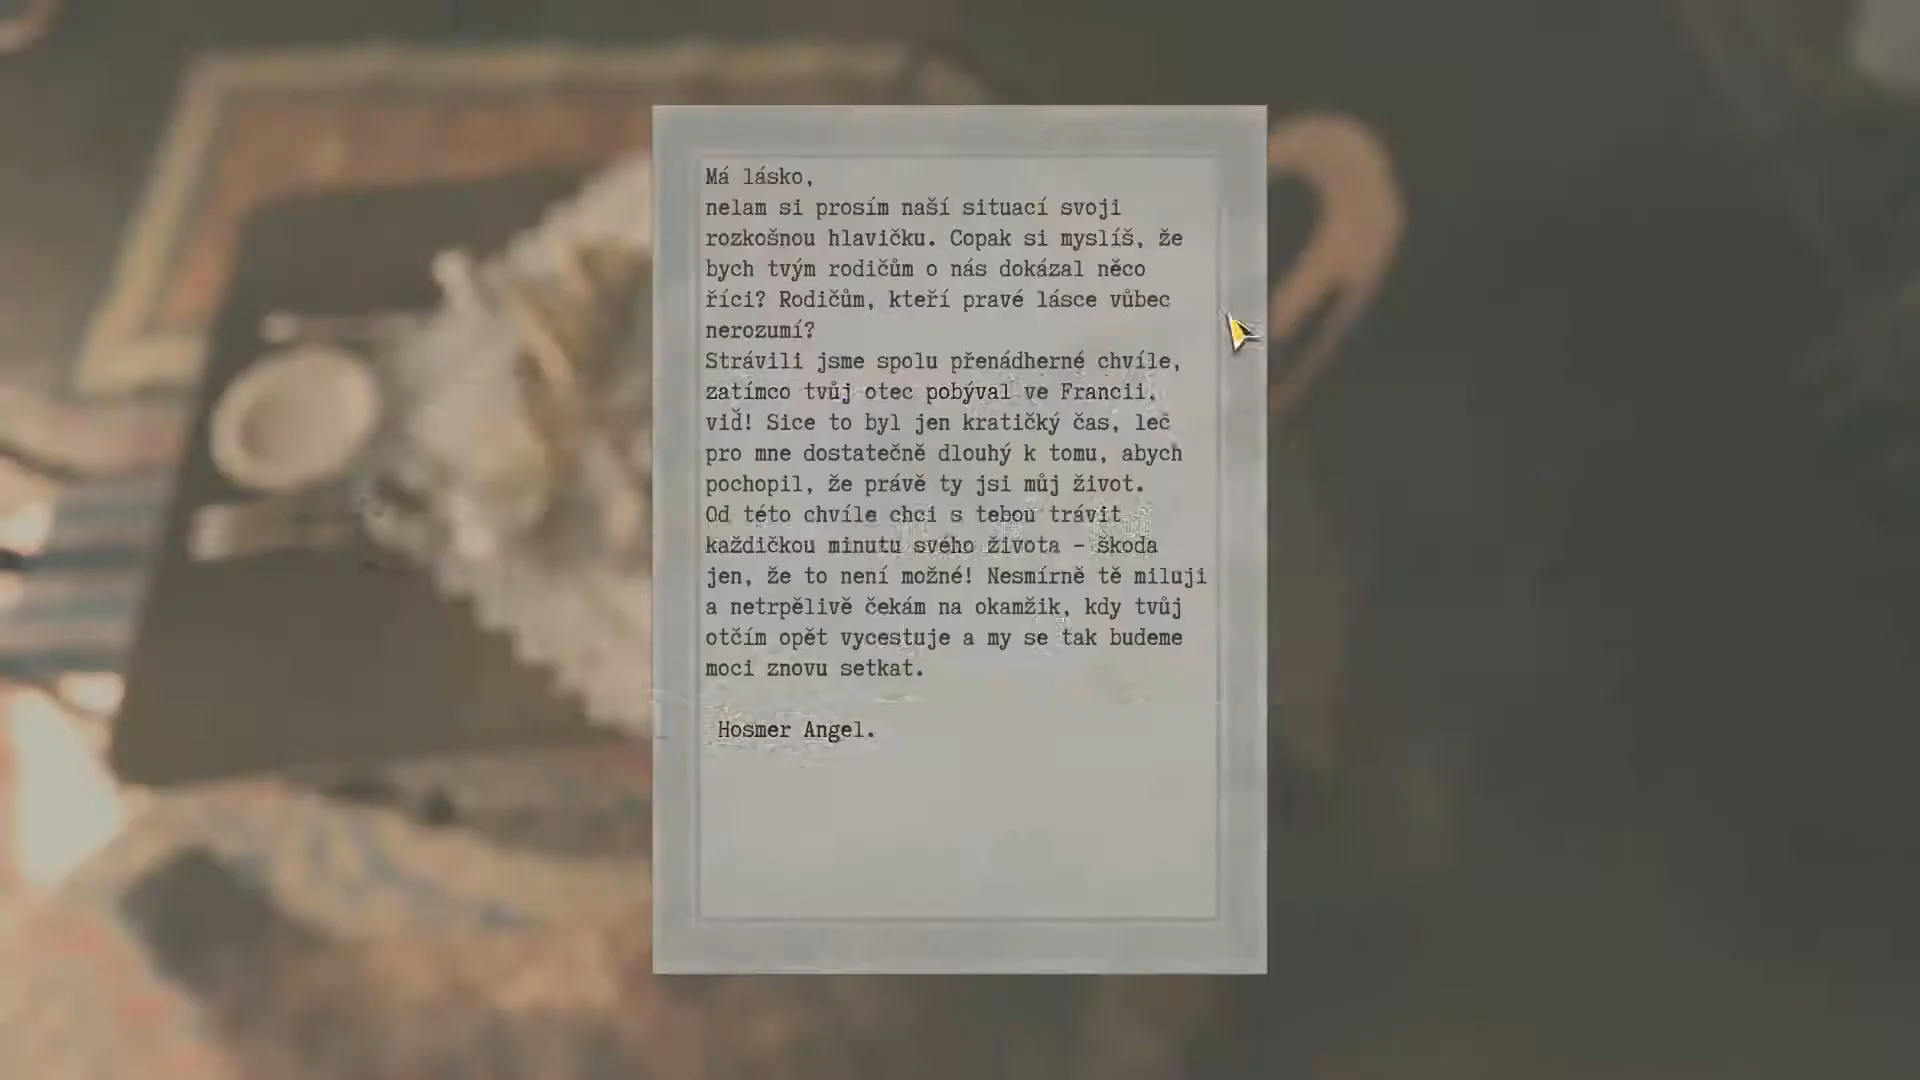 Má lásko,
nelam si prosím naší situací svoji
rozkošnou hlavičku. Copak si myslíš, že
bych tvým rodičům o nás dokázal něco
říci? Rodičům, kteří pravé lásce vůbec
nerozumí?
Strávili jsme spolu přenádherné chvíle,
zatímco tvůj otec pobýval ve Francii,
viď! Sice to byl jen kratičký čas, leč
pro mne dostatečně dlouhý k tomu, abych
pochopil, že právě ty jsi můj život.
Od této chvíle chci s tebou trávit
každičkou minutu svého života - škoda
jen, že to není možné! Nesmírně tě miluji
a netrpělivě čekám na okamžik, kdy tvůj
otčím opět vycestuje a my se tak budeme
moci znovu setkat.
Hosmer Angel.